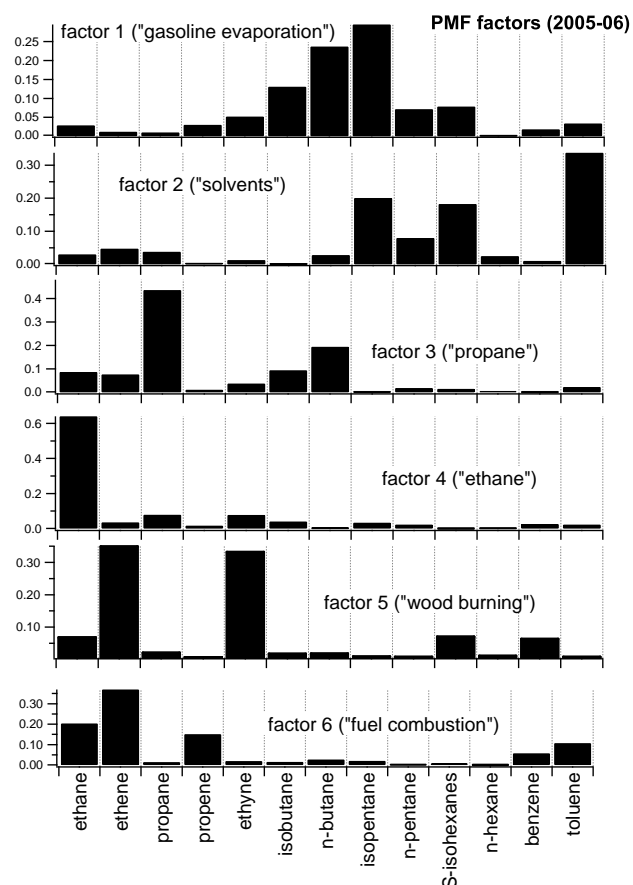 PMF factors (2005-06)
factor 1 ("gasoline evaporation")
0.25
0.20
0.15
0.10
0.05
0.00
factor 2 ("solvents")
0.30
0.20
0.10
0.00
factor 3 ("propane")
0.4
0.3
0.2
0.1
0.0
factor 4 ("ethane")
0.6
0.4
0.2
0.0
factor 5 ("wood burning")
0.30
0.20
0.10
factor 6 ("fuel combustion")
0.30
0.20
0.10
0.00
ethane
ethene
propane
propene
ethyne
isobutane
n-butane
isopentane
n-pentane
S-isohexanes
n-hexane
benzene
toluene